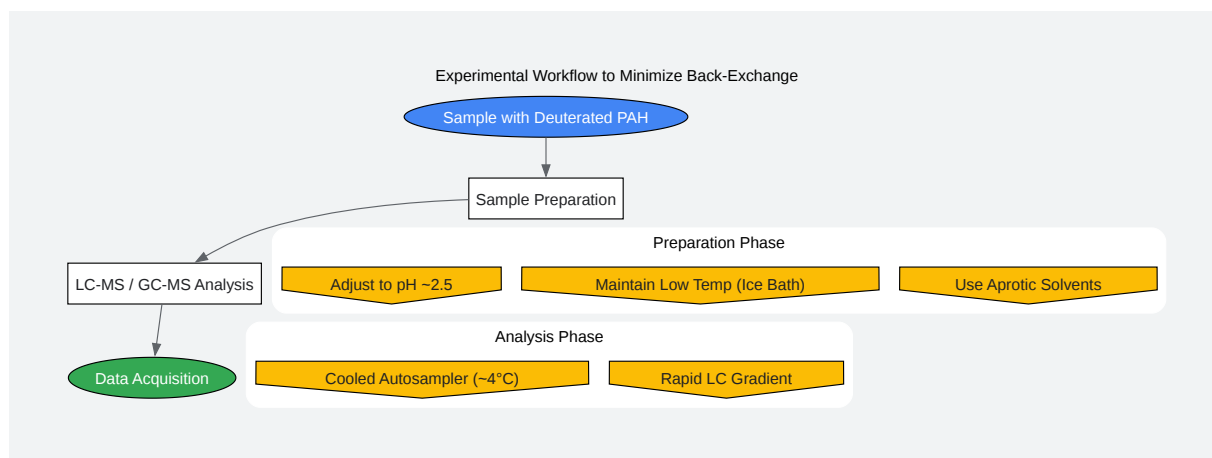 Experimental Workflow to Minimize Back-Exchange
Sample with Deuterated PAH
Sample Preparation
Preparation Phase
LC-MS / GC-MS Analysis
Adjust to pH ~2.5
Maintain Low Temp (Ice Bath)
Use Aprotic Solvents
Analysis Phase
Data Acquisition
Cooled Autosampler (~4°C)
Rapid LC Gradient